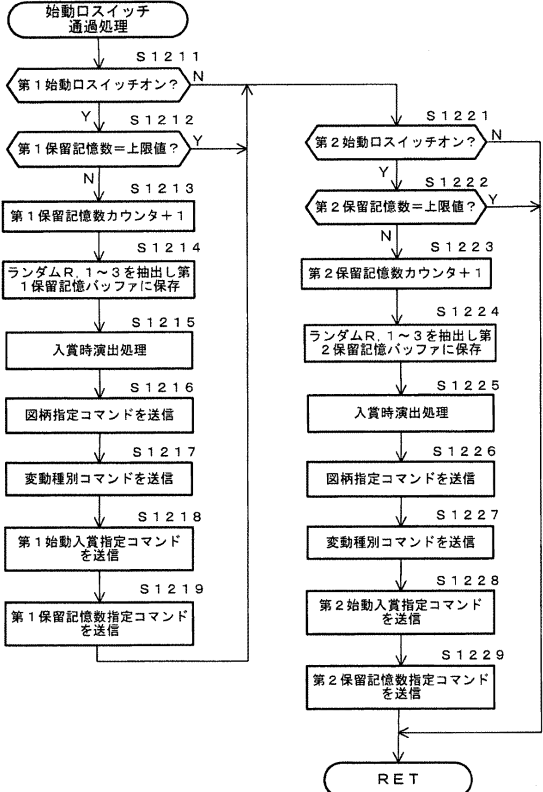 始動口スイッチ
通過処理
S1211
第1始動口スイッチオン?
N
Y
S1212
第1保留記憶数=上限値?
Y
N
S1213
第1保留記憶数カウンタ+1
S1214
ランダムR,1~3を抽出し第
1保留記憶バッファに保存
S1215
入賞時演出処理
S1216
図柄指定コマンドを送信
S1217
変動種別コマンドを送信
S1218
第1始動入賞指定コマンド
を送信
S1219
第1保留記憶数指定コマンド
を送信
S1221
第2始動口スイッチオン?
N
Y
S1222
第2保留記憶数=上限値?
Y
N
S1223
第2保留記憶数カウンタ+1
S1224
ランダムR,1~3を抽出し第
2保留記憶バッファに保存
S1225
入賞時演出処理
S1226
図柄指定コマンドを送信
S1227
変動種別コマンドを送信
S1228
第2始動入賞指定コマンド
を送信
S1229
第2保留記憶数指定コマンド
を送信
RET